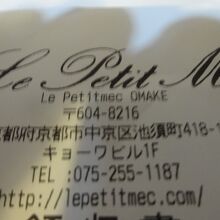 Le Petit M
Le Petitmec OMAKE
〒604-8216
都府京都市中京区池須町418-1
キョーワビル1F
TEL:075-255-1187
http://lepetitmec.com/